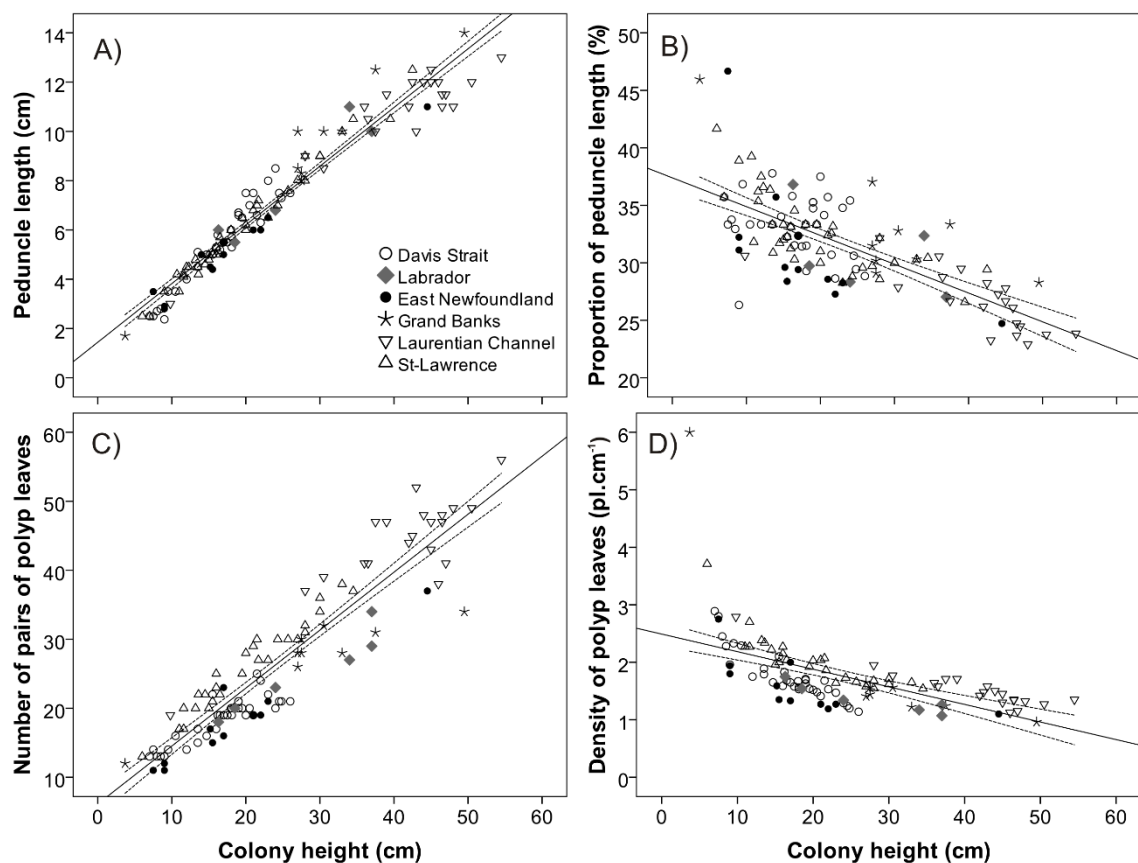 A)
Peduncle length (cm)
14
12
10
8
6
4
2
0
Davis Strait
Labrador
East Newfoundland
Grand Banks
Laurentian Channel
St-Lawrence
B)
Proportion of peduncle length (%)
50
45
40
35
30
25
20
C)
Number of pairs of polyp leaves
60
50
40
30
20
10
0 10 20 30 40 50 60
Colony height (cm)
D)
Density of polyp leaves (pl.cm⁻¹)
6
5
4
3
2
1
0
0 10 20 30 40 50 60
Colony height (cm)